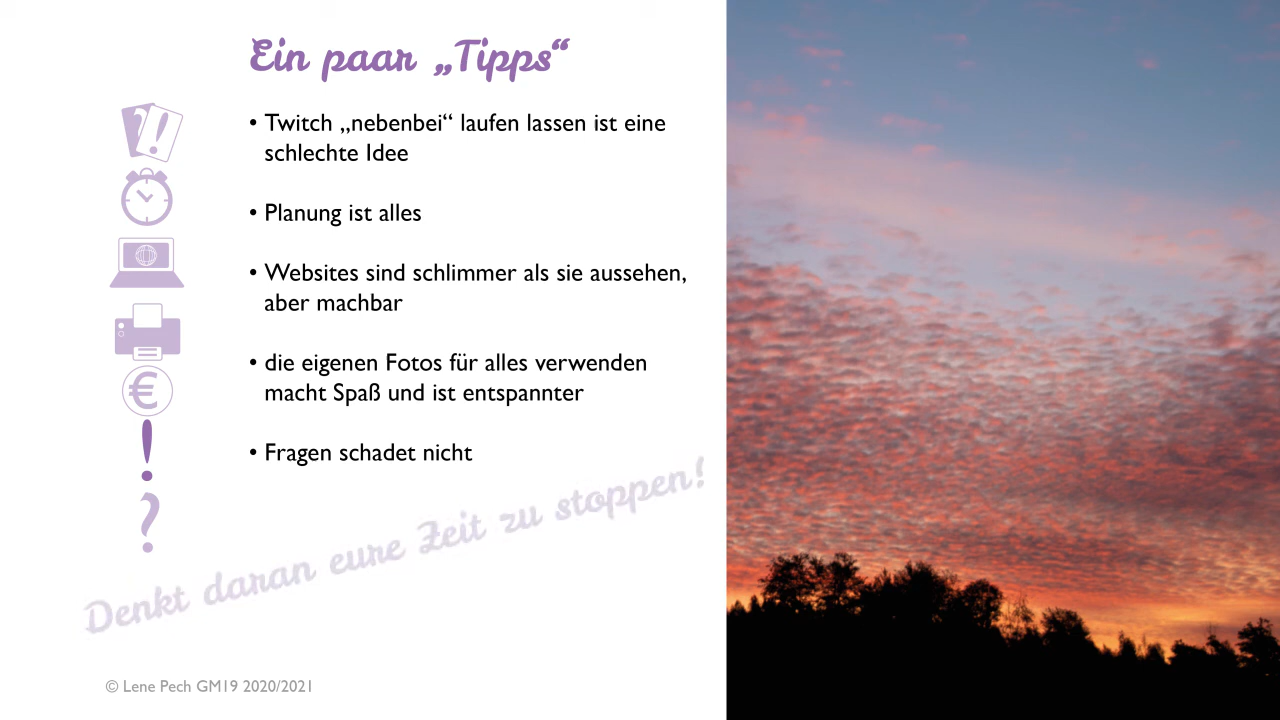 Ein paar „Tipps“
• Twitch „nebenbei“ laufen lassen ist eine
schlechte Idee
• Planung ist alles
• Websites sind schlimmer als sie aussehen,
aber machbar
• die eigenen Fotos für alles verwenden
macht Spaß und ist entspannter
• Fragen schadet nicht
?!
€
!
?
Denkt daran eure Zeit zu stoppen!
© Lene Pech GM19 2020/2021